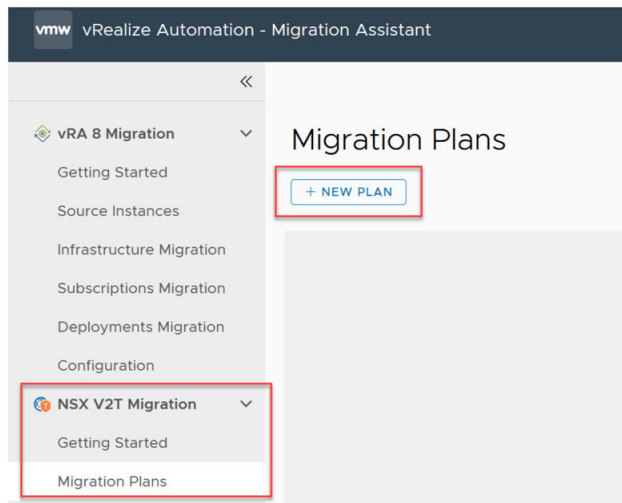 vmw vRealize Automation - Migration Assistant
vRA 8 Migration
Getting Started
Source Instances
Infrastructure Migration
Subscriptions Migration
Deployments Migration
Configuration
NSX V2T Migration
Getting Started
Migration Plans
Migration Plans
+ NEW PLAN